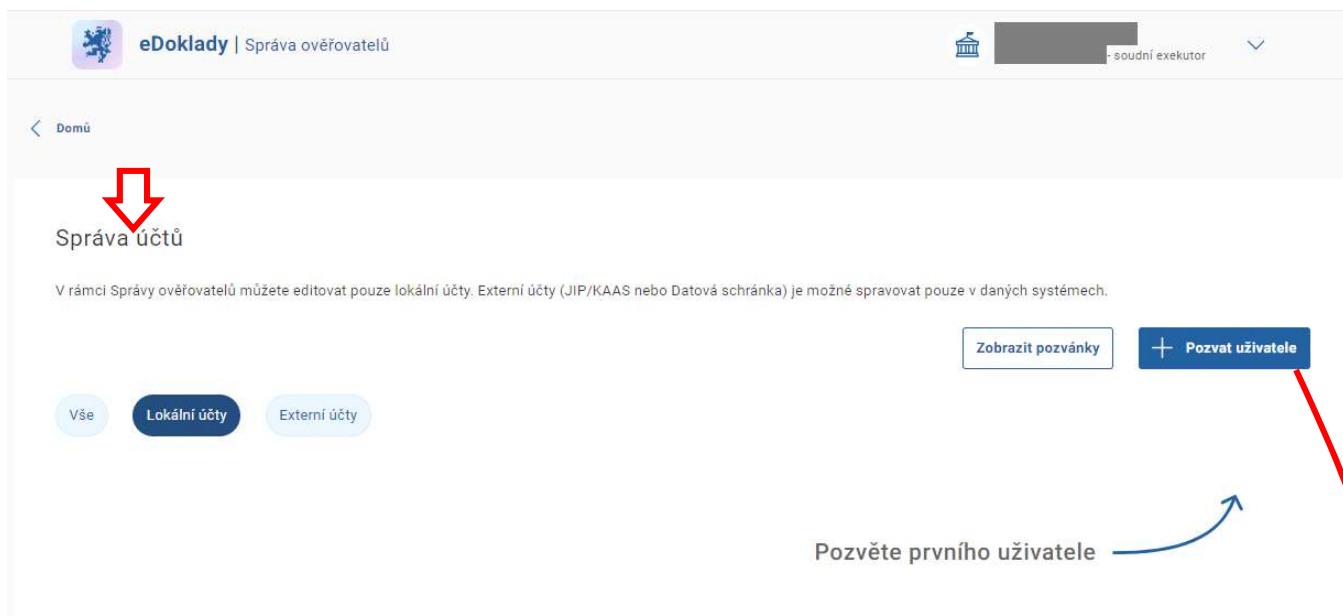 eDoklady | Správa ověřovatelů
- soudní exekutor
Domů
Správa účtů
V rámci Správy ověřovatelů můžete editovat pouze lokální účty. Externí účty (JIP/KAAS nebo Datová schránka) je možné spravovat pouze v daných systémech.
Zobrazit pozvánky
Pozvat uživatele
Vše
Lokální účty
Externí účty
Pozvěte prvního uživatele